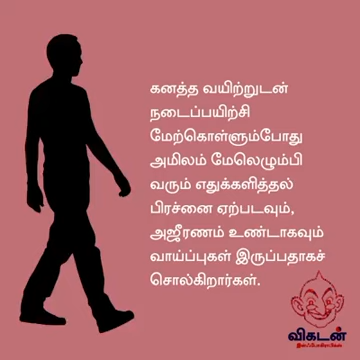 கனத்த வயிற்றுடன்
நடைப்பயிற்சி
மேற்கொள்ளும்போது
அமிலம் மேலெழும்பி
வரும் எதுக்களித்தல்
பிரச்னை ஏற்படவும்,
அஜீரணம் உண்டாகவும்
வாய்ப்புகள் இருப்பதாகச்
சொல்கிறார்கள்.
விகடன்